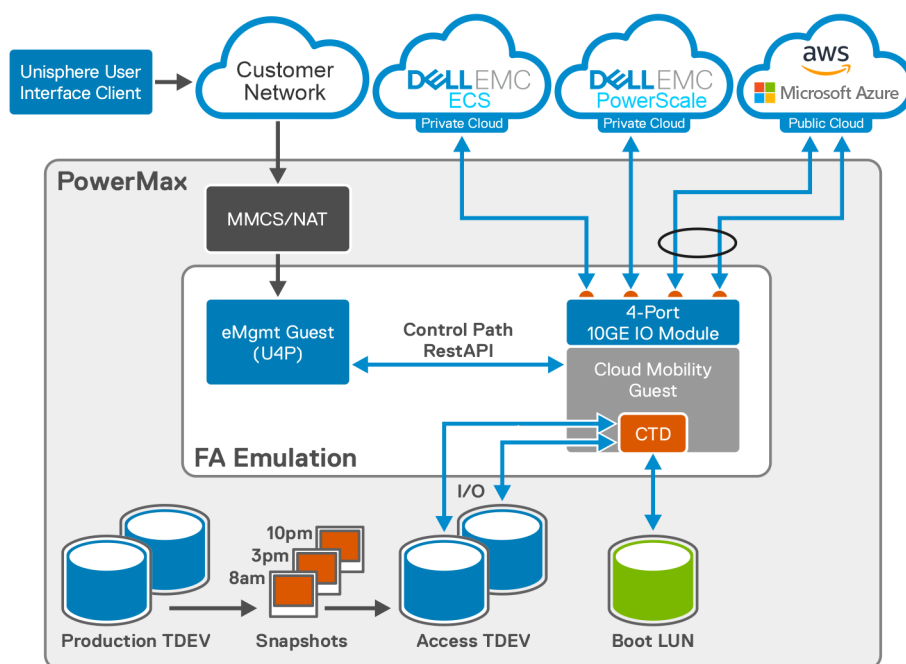 Unisphere User
Interface Client
Customer
Network
DELLEMC
ECS
Private Cloud
DELLEMC
PowerScale
Private Cloud
aws
Microsoft Azure
Public Cloud
PowerMax
MMCS/NAT
eMgmt Guest
(U4P)
Control Path
RestAPI
4-Port
10GE IO Module
Cloud Mobility
Guest
CTD
FA Emulation
I/O
10pm
3pm
8am
Production TDEV
Snapshots
Access TDEV
Boot LUN